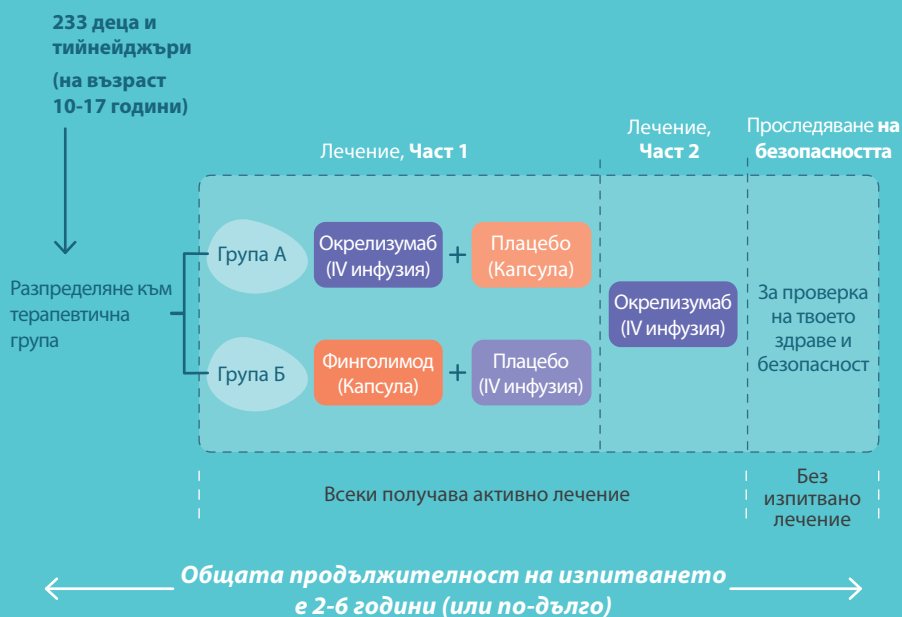 233 деца и
тийнейджъри
(на възраст
10-17 години)
Лечение, Част 1
Лечение,
Част 2
Проследяване на
безопасността
Разпределяне към
терапевтична
група
Група А
Окрелизумаб
(IV инфузия)
+
Плацебо
(Капсула)
Група Б
Финголимод
(Капсула)
+
Плацебо
(IV инфузия)
Окрелизумаб
(IV инфузия)
За проверка
на твоето
здраве и
безопасност
Всеки получава активно лечение
Без
изпитвано
лечение
Общата продължителност на изпитването
е 2-6 години (или по-дълго)